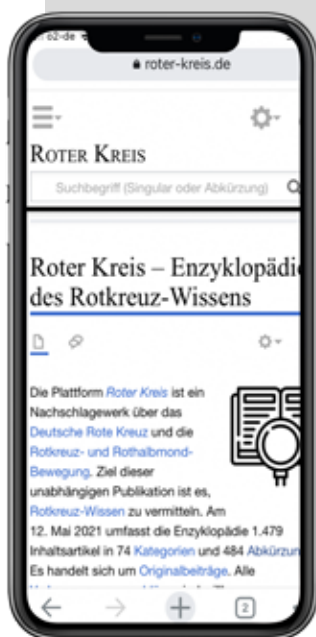 o2-de
roter-kreis.de
ROTER KREIS
Suchbegriff (Singular oder Abkürzung)
Roter Kreis – Enzyklopädi
des Rotkreuz-Wissens
Die Plattform Roter Kreis ist ein
Nachschlagewerk über das
Deutsche Rote Kreuz und die
Rotkreuz- und Rothalbmond-
Bewegung. Ziel dieser
unabhängigen Publikation ist es,
Rotkreuz-Wissen zu vermitteln. Am
12. Mai 2021 umfasst die Enzyklopädie 1.479
Inhaltsartikel in 74 Kategorien und 484 Abkürzun
Es handelt sich um Originalbeiträge. Alle
2